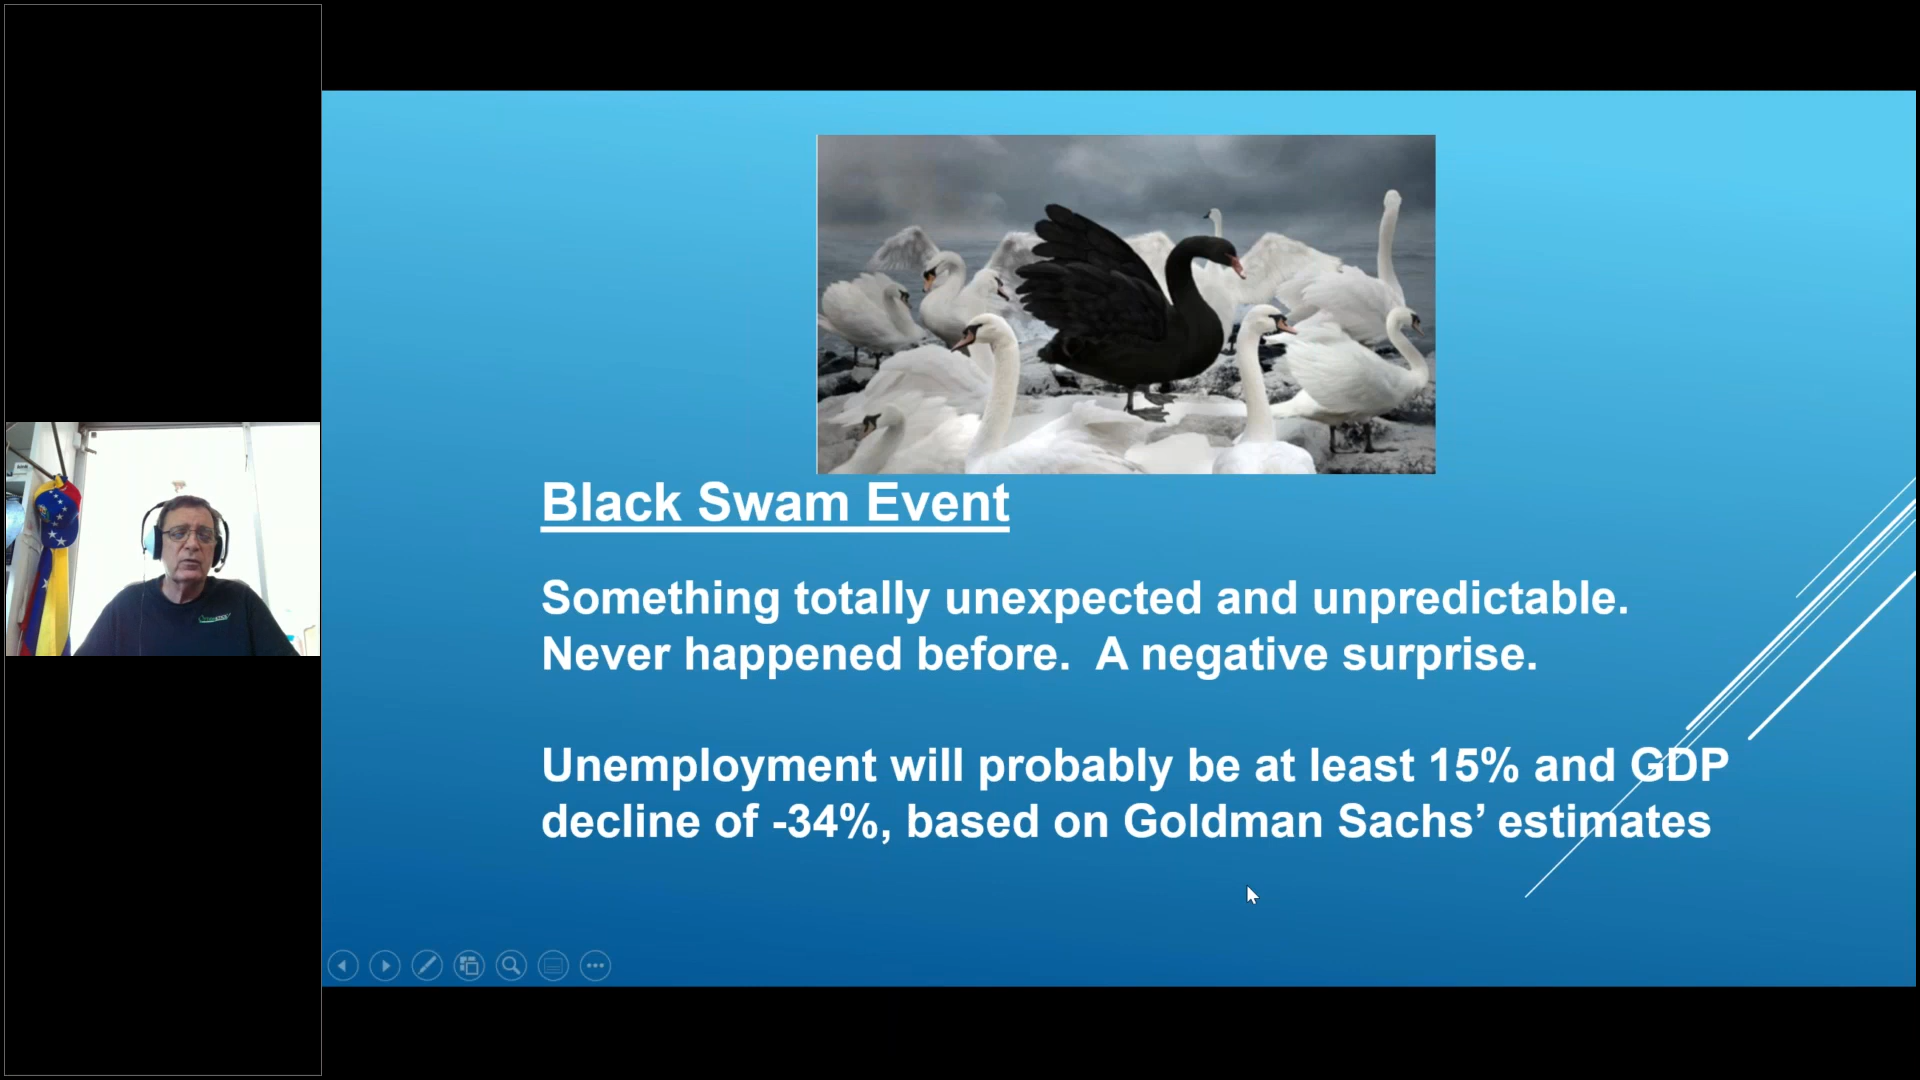 Black Swam Event
Something totally unexpected and unpredictable.
Never happened before.  A negative surprise.
Unemployment will probably be at least 15% and GDP
decline of -34%, based on Goldman Sachs’ estimates